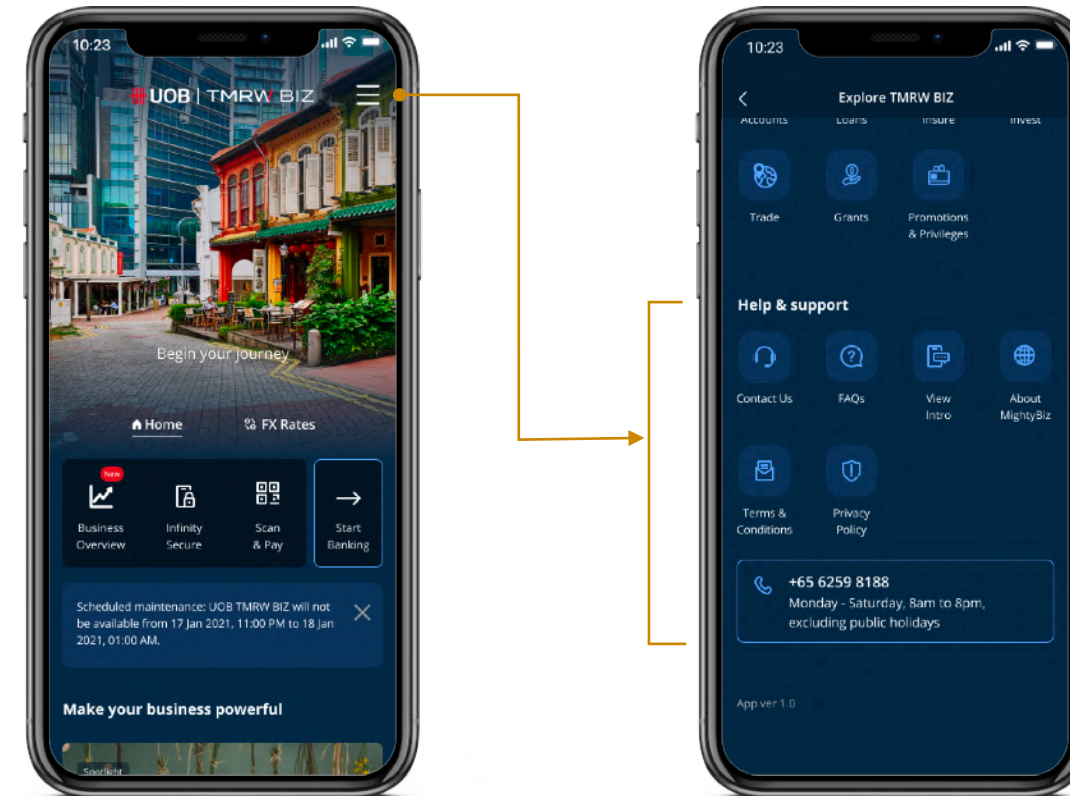 10:23
UOB | TMRW BIZ
Begin your journey
Home
FX Rates
New
Business
Overview
Infinity
Secure
Scan
& Pay
Start
Banking
Scheduled maintenance: UOB TMRW BIZ will not
be available from 17 Jan 2021, 11:00 PM to 18 Jan
2021, 01:00 AM.
Make your business powerful
Spotlight
10:23
Explore TMRW BIZ
Accounts
Loans
Insure
Invest
Trade
Grants
Promotions
& Privileges
Help & support
Contact Us
FAQs
View
Intro
About
MightyBiz
Terms &
Conditions
Privacy
Policy
+65 6259 8188
Monday - Saturday, 8am to 8pm,
excluding public holidays
App ver 1.0